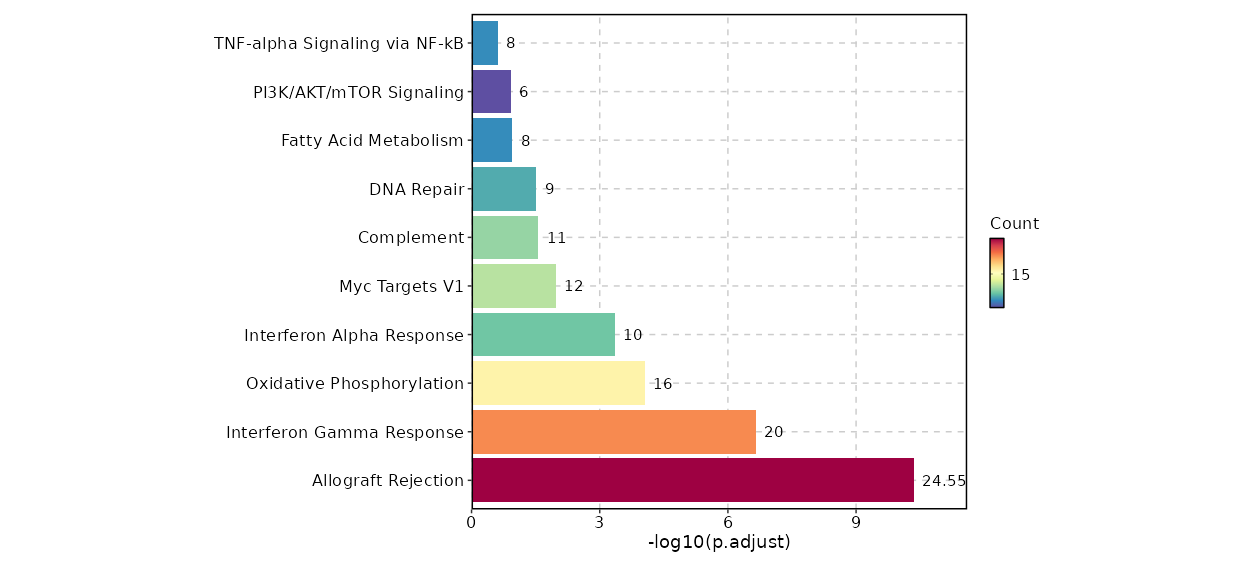 TNF-alpha Signaling via NF-kB 8
PI3K/AKT/mTOR Signaling 6
Fatty Acid Metabolism 8
DNA Repair 9
Complement 11
Myc Targets V1 12
Interferon Alpha Response 10
Oxidative Phosphorylation 16
Interferon Gamma Response 20
Allograft Rejection 24.55
0 3 6 9
-log10(p.adjust)
Count
15